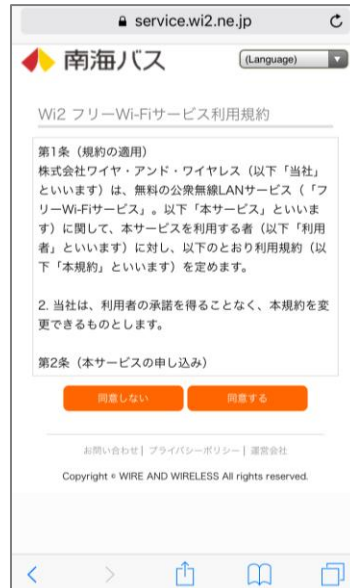 service.wi2.ne.jp
南海バス
(Language)
Wi2 フリーWi-Fiサービス利用規約
第1条（規約の適用）
株式会社ワイヤ・アンド・ワイヤレス（以下「当社」
といいます）は、無料の公衆無線LANサービス（「フ
リーWi-Fiサービス」。以下「本サービス」といいま
す）に関して、本サービスを利用する者（以下「利用
者」といいます）に対し、以下のとおり利用規約（以
下「本規約」といいます）を定めます。
2. 当社は、利用者の承諾を得ることなく、本規約を変
更できるものとします。
第2条（本サービスの申し込み）
同意しない
同意する
お問い合わせ| プライバシーポリシー| 運営会社
Copyright © WIRE AND WIRELESS All rights reserved.